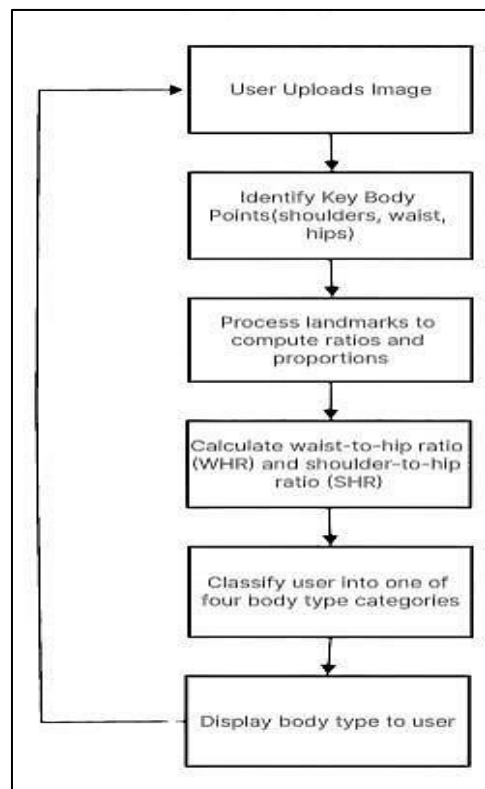 User Uploads Image
Identify Key Body
Points(shoulders, waist,
hips)
Process landmarks to
compute ratios and
proportions
Calculate waist-to-hip ratio
(WHR) and shoulder-to-hip
ratio (SHR)
Classify user into one of
four body type categories
Display body type to user